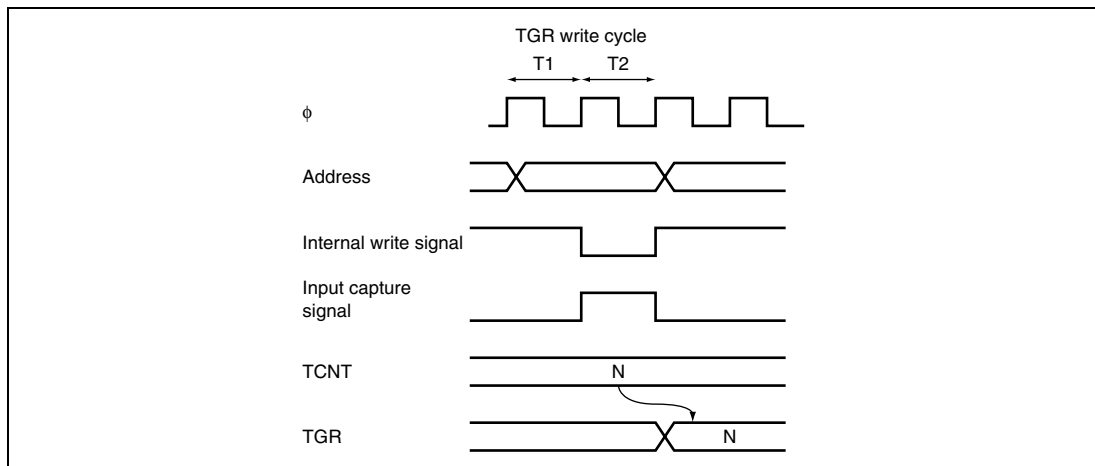 TGR write cycle
T1 T2
ϕ
Address
Internal write signal
Input capture
signal
TCNT N
TGR N